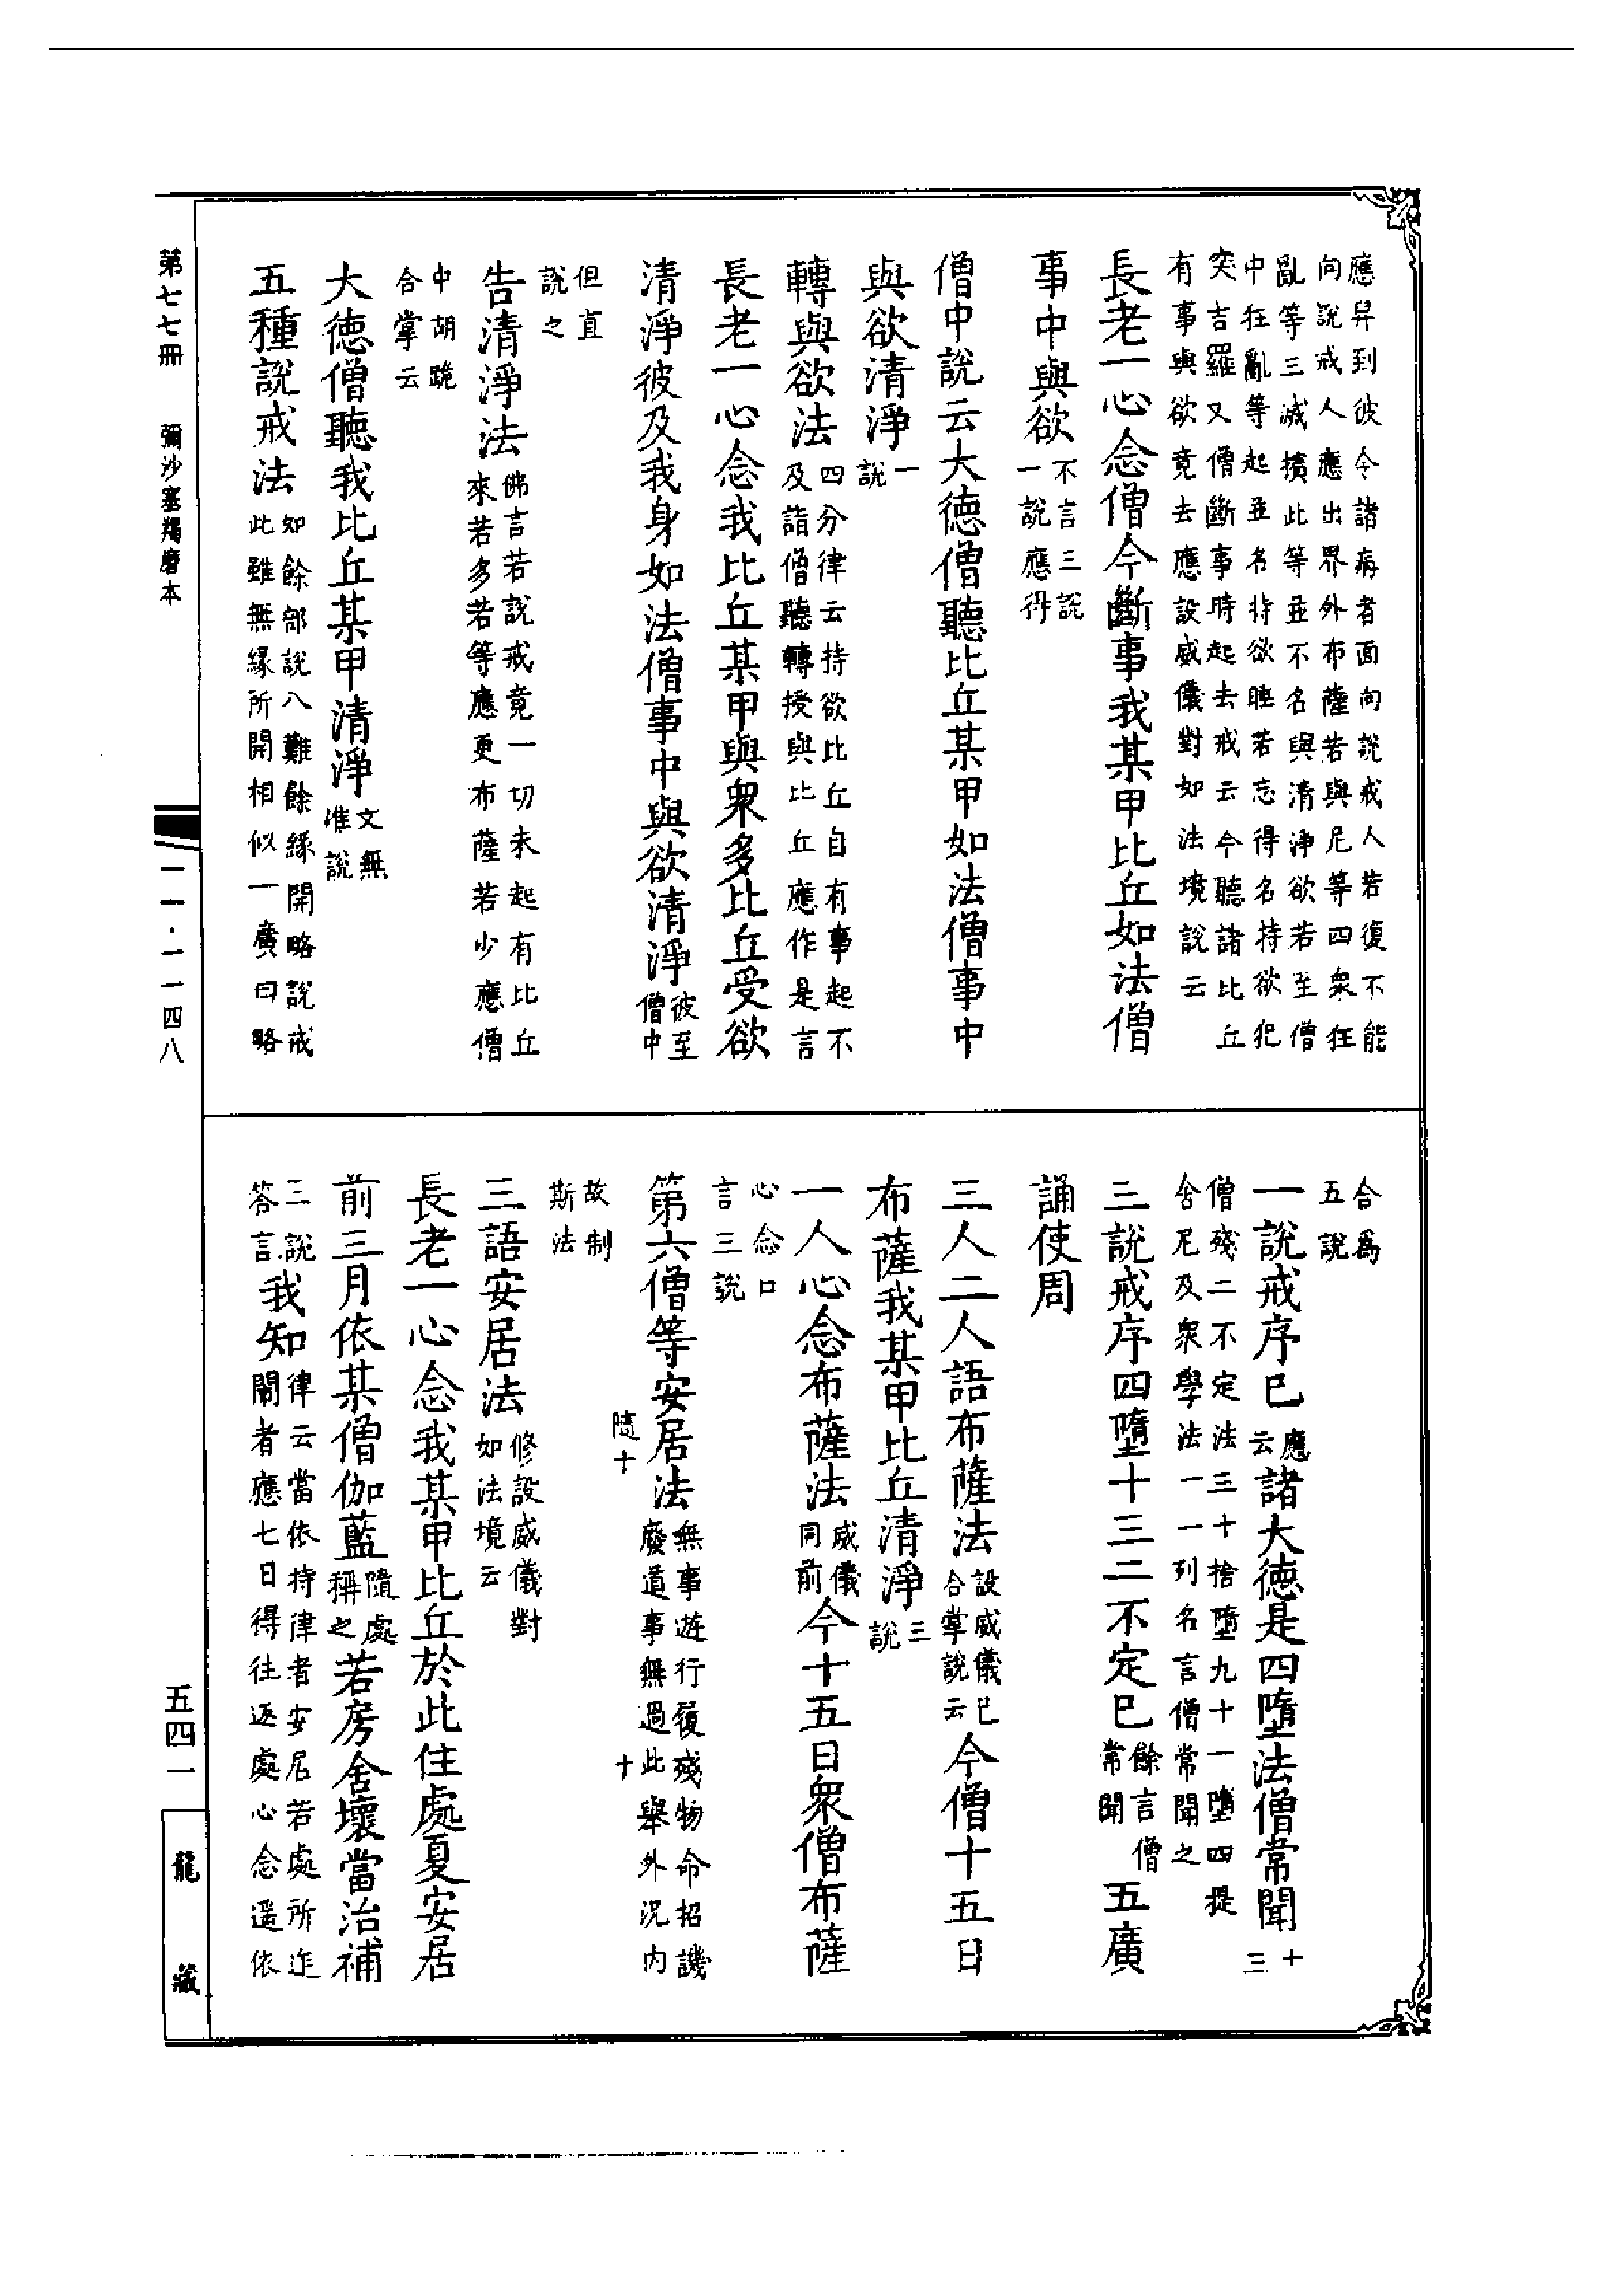 應舁到彼令諸病者面向說戒人若復不能
向說戒人應出界外布薩若與尼等四衆狂
亂等三滅擯此等並不名與清淨欲若至僧
中狂亂等起並名持欲䁱若忘得名持欲犯
突吉羅又僧斷事時起去戒云今聽諸比丘
有事與欲竟去應設威儀對如法境說云
長老一心念僧今斷事我某甲比丘如法僧
事中與欲不言三說
一說應得
僧中說云大德僧聽比丘某甲如法僧事中
與欲清淨一
說
轉與欲法四分律云持欲比丘自有事起不
及詣僧聽轉授與比丘應作是言
長老一心念我比丘某甲與衆多比丘受欲
清淨彼及我身如法僧事中與欲清淨彼至
僧中
但直
說之
告清淨法佛言若說戒竟一切未起有比丘
來若多若等應更布薩若少應僧
中胡跪
合掌云
大德僧聽我比丘某甲清淨文無
准說
五種說戒法如餘部說八難餘緣開略說戒
此雖無緣所開相似一廣曰略
合爲
五說
一說戒序已應
云諸大德是四墮法僧常聞十
三
僧殘二不定法三十捨墮九十一墮四提
舍尼及衆學法一一列名言僧常聞之
三說戒序四墮十三二不定已餘言僧
常聞五廣
誦使周
三人二人語布薩法設威儀已
合掌說云今僧十五日
布薩我某甲比丘清淨三
說
一人心念布薩法威儀
同前今十五日衆僧布薩
心念口
言三說
第六僧等安居法無事遊行履殘物命招譏
廢道事無過此舉外況内
隨十
十
故制
斯法
三語安居法修設威儀對
如法境云
長老一心念我某甲比丘於此住處夏安居
前三月依某僧伽藍隨處
稱之若房舍壞當治補
三說
答言我知律云當依持律者安居若處所迮
鬧者應七日得往返處心念遥依
第七七冊　彌沙塞羯磨本
一一·一一四八
五四一
龍藏